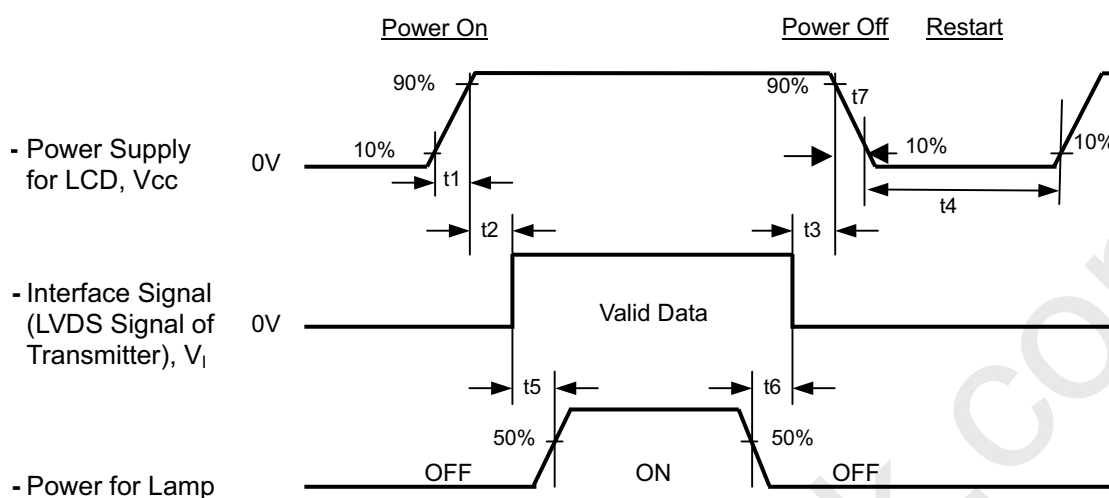 Power On
Power Off
Restart
90%
90%
t7
- Power Supply
for LCD, Vcc
0V
10%
10%
10%
t1
t4
t2
t3
- Interface Signal
(LVDS Signal of
Transmitter), VI
0V
Valid Data
t5
t6
50%
50%
- Power for Lamp
OFF
ON
OFF